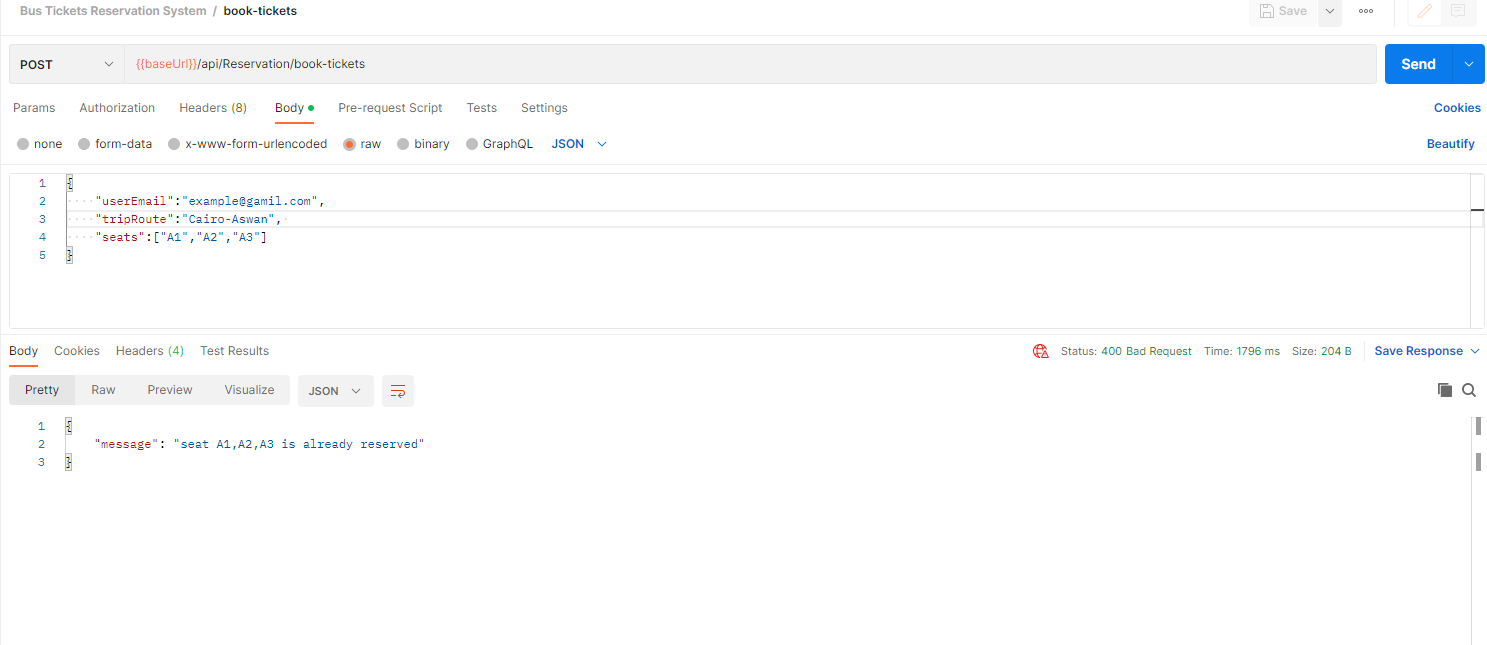 Bus Tickets Reservation System / book-tickets Save
POST {{baseUrl}}/api/Reservation/book-tickets Send
Params Authorization Headers (8) Body Pre-request Script Tests Settings Cookies
none form-data x-www-form-urlencoded raw binary GraphQL JSON Beautify
1 {
2 "userEmail":"example@gamil.com",
3 "tripRoute":"Cairo-Aswan",
4 "seats":["A1","A2","A3"]
5 }
Body Cookies Headers (4) Test Results Status: 400 Bad Request Time: 1796 ms Size: 204 B Save Response
Pretty Raw Preview Visualize JSON
1 {
2 "message": "seat A1,A2,A3 is already reserved"
3 }